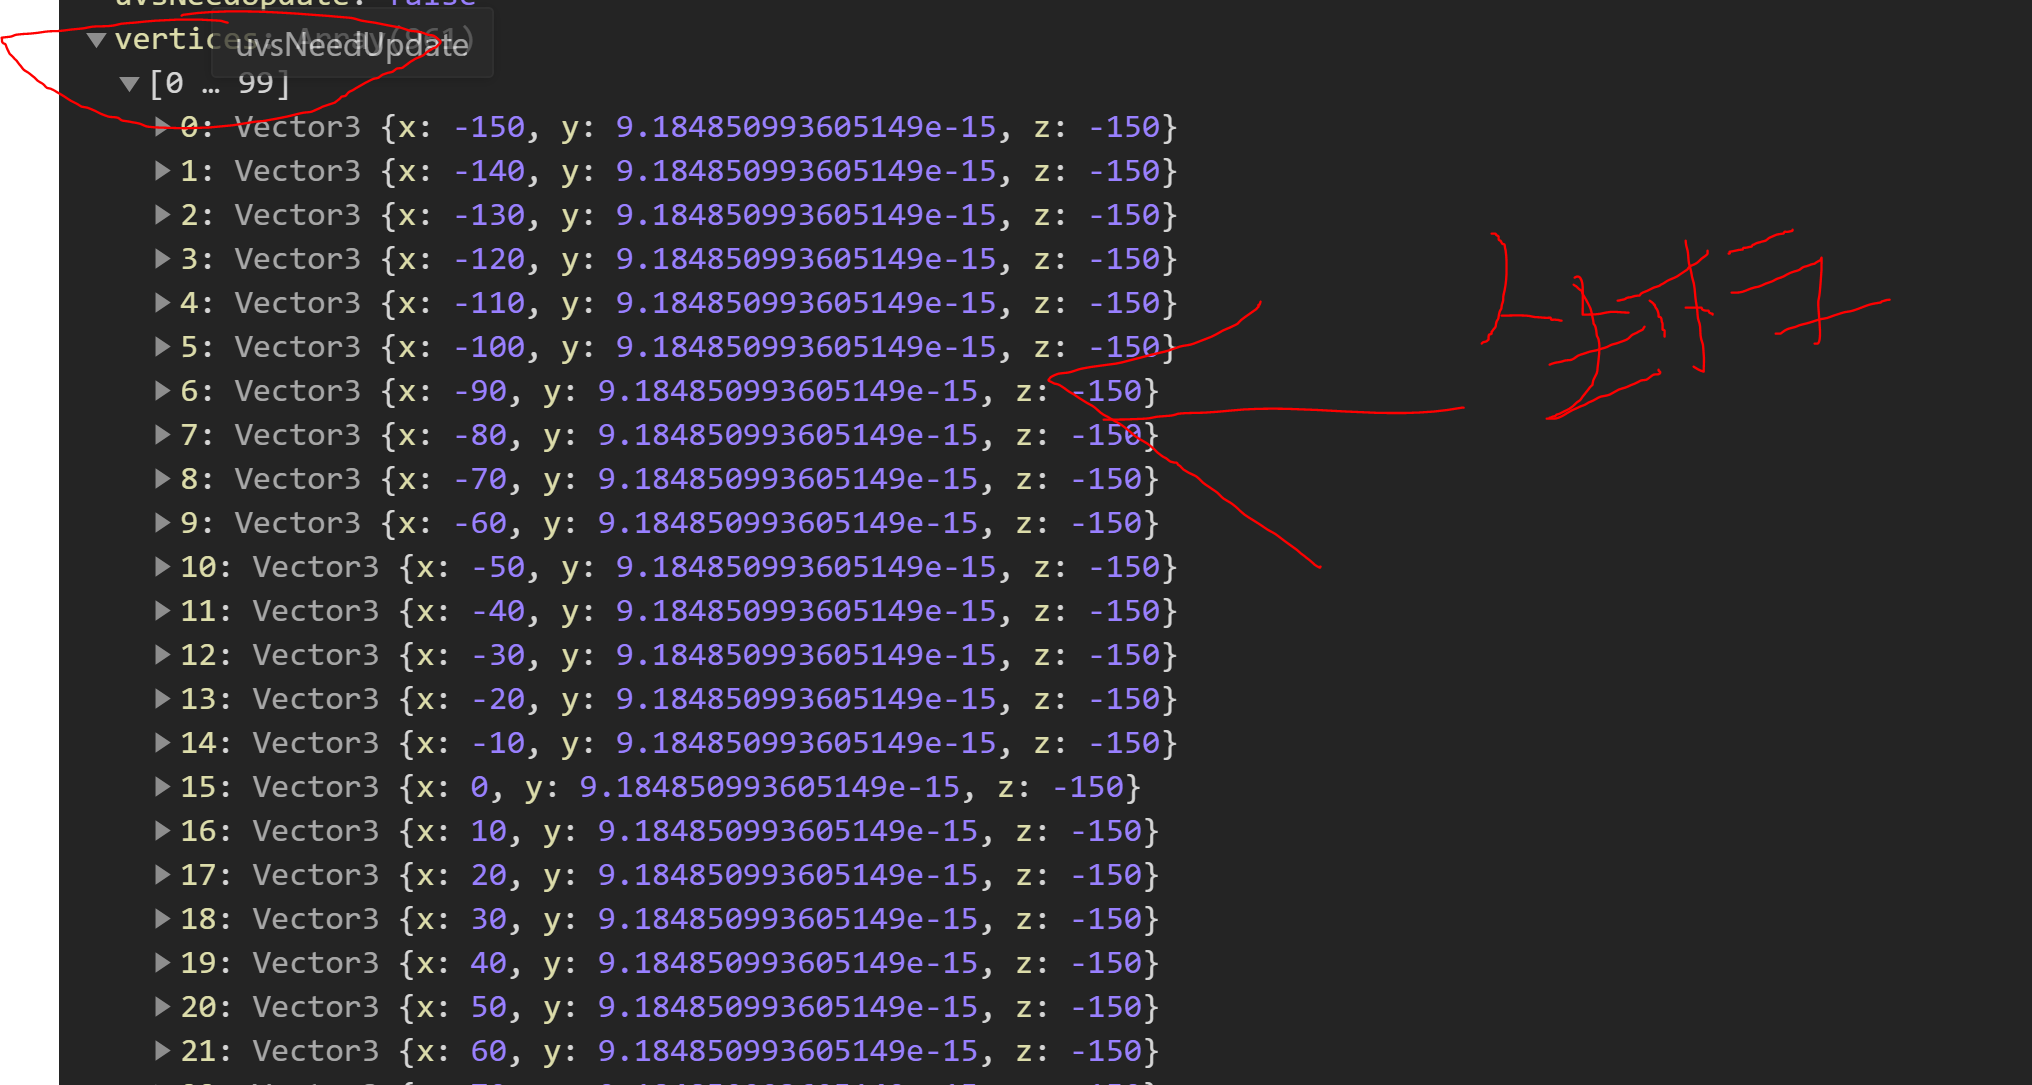 uvsNeedUpdate: false
vertices: Array(961)
uvsNeedUpdate
[0 … 99]
0: Vector3 {x: -150, y: 9.184850993605149e-15, z: -150}
1: Vector3 {x: -140, y: 9.184850993605149e-15, z: -150}
2: Vector3 {x: -130, y: 9.184850993605149e-15, z: -150}
3: Vector3 {x: -120, y: 9.184850993605149e-15, z: -150}
4: Vector3 {x: -110, y: 9.184850993605149e-15, z: -150}
5: Vector3 {x: -100, y: 9.184850993605149e-15, z: -150}
6: Vector3 {x: -90, y: 9.184850993605149e-15, z: -150}
7: Vector3 {x: -80, y: 9.184850993605149e-15, z: -150}
8: Vector3 {x: -70, y: 9.184850993605149e-15, z: -150}
9: Vector3 {x: -60, y: 9.184850993605149e-15, z: -150}
10: Vector3 {x: -50, y: 9.184850993605149e-15, z: -150}
11: Vector3 {x: -40, y: 9.184850993605149e-15, z: -150}
12: Vector3 {x: -30, y: 9.184850993605149e-15, z: -150}
13: Vector3 {x: -20, y: 9.184850993605149e-15, z: -150}
14: Vector3 {x: -10, y: 9.184850993605149e-15, z: -150}
15: Vector3 {x: 0, y: 9.184850993605149e-15, z: -150}
16: Vector3 {x: 10, y: 9.184850993605149e-15, z: -150}
17: Vector3 {x: 20, y: 9.184850993605149e-15, z: -150}
18: Vector3 {x: 30, y: 9.184850993605149e-15, z: -150}
19: Vector3 {x: 40, y: 9.184850993605149e-15, z: -150}
20: Vector3 {x: 50, y: 9.184850993605149e-15, z: -150}
21: Vector3 {x: 60, y: 9.184850993605149e-15, z: -150}